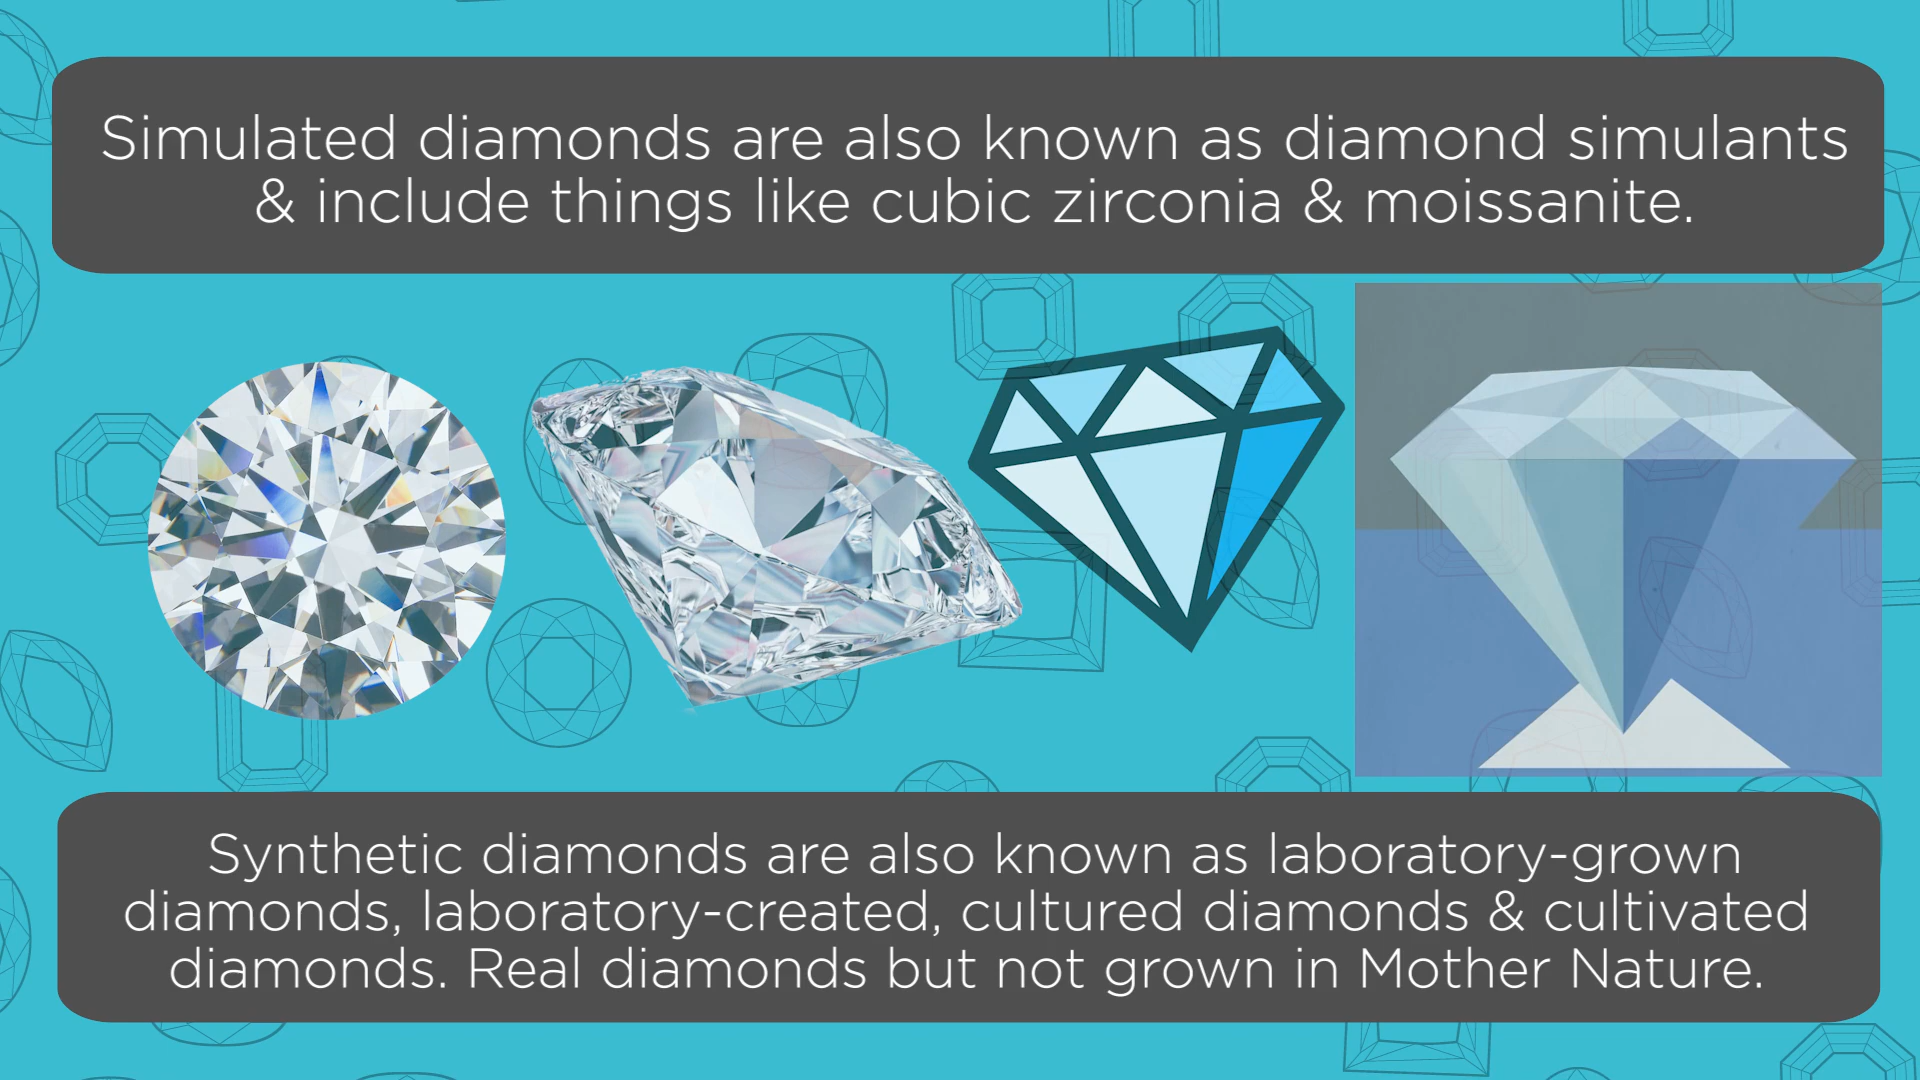 Simulated diamonds are also known as diamond simulants
& include things like cubic zirconia & moissanite.
Synthetic diamonds are also known as laboratory-grown
diamonds, laboratory-created, cultured diamonds & cultivated
diamonds. Real diamonds but not grown in Mother Nature.